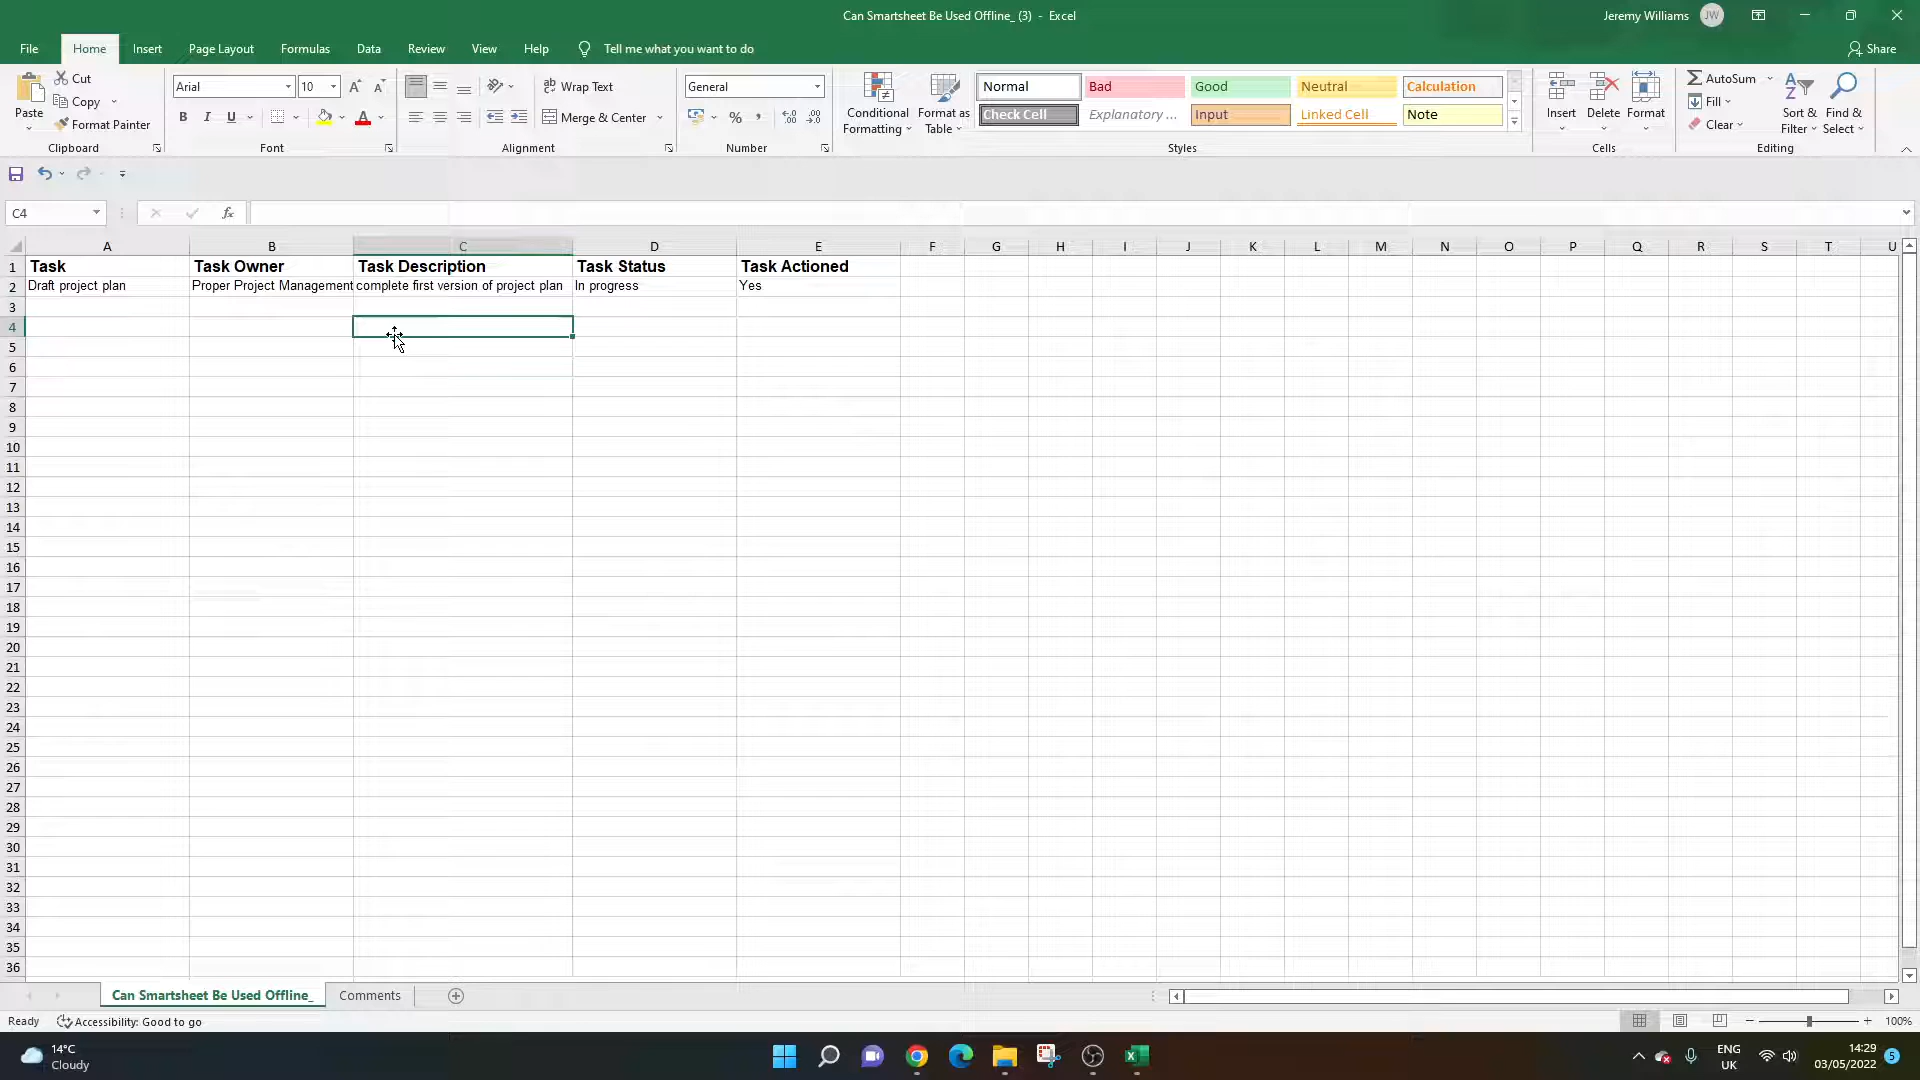 Can Smartsheet Be Used Offline_ (3) - Excel
Jeremy Williams JW
File Home Insert Page Layout Formulas Data Review View Help Tell me what you want to do Share
Paste
Cut
Copy
Format Painter
Clipboard
Arial 10 A A
B I U A
Font
ab Wrap Text
Merge & Center
Alignment
General
% , .00
Number
Conditional Formatting
Format as Table
Normal Bad Good Neutral Calculation
Check Cell Explanatory ... Input Linked Cell Note
Styles
Insert Delete Format
Cells
AutoSum
Fill
Clear
Sort & Filter
Find & Select
Editing
C4 fx
A B C D E F G H I J K L M N O P Q R S T U
1 Task Task Owner Task Description Task Status Task Actioned
2 Draft project plan Proper Project Management complete first version of project plan In progress Yes
3
4
5
6
7
8
9
10
11
12
13
14
15
16
17
18
19
20
21
22
23
24
25
26
27
28
29
30
31
32
33
34
35
36
Can Smartsheet Be Used Offline_ Comments
Ready Accessibility: Good to go 100%
14°C
Cloudy
ENG
UK
14:29
03/05/2022
5